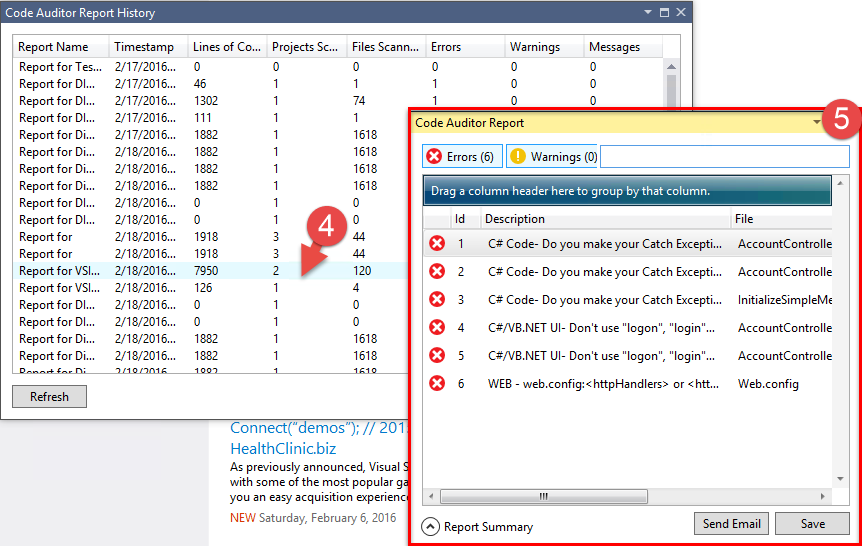 Code Auditor Report History
Report Name Timestamp Lines of Co... Projects Sc... Files Scann... Errors Warnings Messages
Report for Tes... 2/17/2016... 0 0 0 0 0 0
Report for DI... 2/17/2016... 46 1 1 1 0 0
Report for DI... 2/17/2016... 1302 1 74 1 0 0
Report for DI... 2/17/2016... 111 1 1
Report for Di... 2/17/2016... 1882 1 1618
Report for Di... 2/18/2016... 1882 1 1618
Report for Di... 2/18/2016... 1882 1 1618
Report for Di... 2/18/2016... 1882 1 1618
Report for DI... 2/18/2016... 0 1 0
Report for DI... 2/18/2016... 0 1 0
Report for 2/18/2016... 1918 3 44
Report for 2/18/2016... 1918 3 44
Report for VSI... 2/18/2016... 7950 2 120
Report for VSI... 2/18/2016... 126 1 4
Report for DI... 2/18/2016... 0 1 0
Report for DI... 2/18/2016... 0 1 0
Report for Di... 2/18/2016... 1882 1 1618
Report for Di... 2/18/2016... 1882 1 1618
Report for Di... 2/18/2016... 1882 1 1618
4
Refresh
Connect("demos"); // 201
HealthClinic.biz
As previously announced, Visual S
with some of the most popular ga
you an easy acquisition experience
NEW Saturday, February 6, 2016
5
Code Auditor Report
Errors (6) Warnings (0)
Drag a column header here to group by that column.
Id Description File
1 C# Code- Do you make your Catch Excepti... AccountControlle
2 C# Code- Do you make your Catch Excepti... AccountControlle
3 C# Code- Do you make your Catch Excepti... InitializeSimpleMe
4 C#/VB.NET UI- Don't use "logon", "login"... AccountControlle
5 C#/VB.NET UI- Don't use "logon", "login"... AccountControlle
6 WEB - web.config:<httpHandlers> or <htt... Web.config
Report Summary Send Email Save